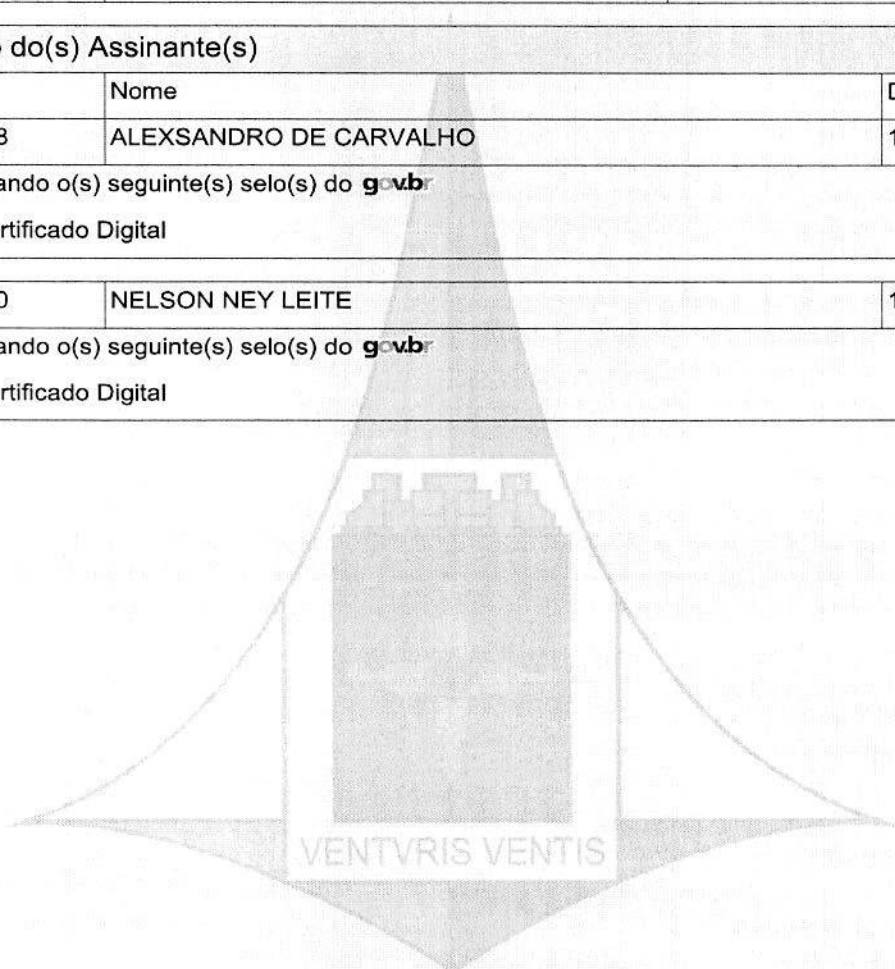 do(s) Assinante(s)
Nome
ALEXSANDRO DE CARVALHO
ando o(s) seguinte(s) selo(s) do gov.br
rtificado Digital
NELSON NEY LEITE
ando o(s) seguinte(s) selo(s) do gov.br
rtificado Digital
VENTVRIS VENTIS